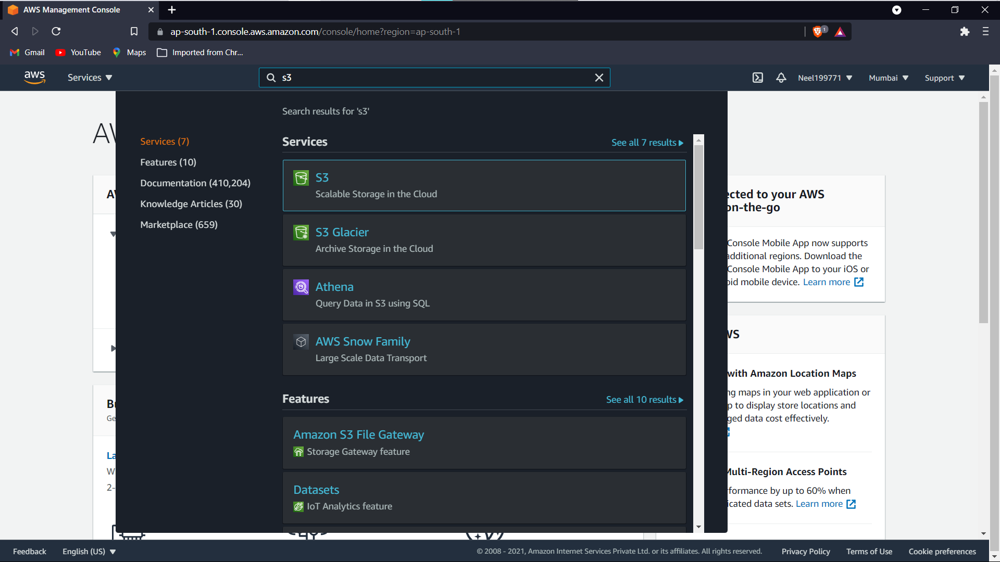 AWS Management Console
ap-south-1.console.aws.amazon.com/console/home?region=ap-south-1
1
Gmail
YouTube
Maps
Imported from Chr...
aws
Services
s3
Neel199771
Mumbai
Support
Search results for 's3'
Services (7)
Features (10)
Documentation (410,204)
Knowledge Articles (30)
Marketplace (659)
Services
See all 7 results
S3
Scalable Storage in the Cloud
S3 Glacier
Archive Storage in the Cloud
Athena
Query Data in S3 using SQL
AWS Snow Family
Large Scale Data Transport
Features
See all 10 results
Amazon S3 File Gateway
Storage Gateway feature
Datasets
IoT Analytics feature
ected to your AWS
on-the-go
Console Mobile App now supports
additional regions. Download the
Console Mobile App to your iOS or
oid mobile device. Learn more
WS
with Amazon Location Maps
ng maps in your web application or
p to display store locations and
ged data cost effectively.
Multi-Region Access Points
formance by up to 60% when
icated data sets. Learn more
Feedback
English (US)
© 2008 - 2021, Amazon Internet Services Private Ltd. or its affiliates. All rights reserved.
Privacy Policy
Terms of Use
Cookie preferences